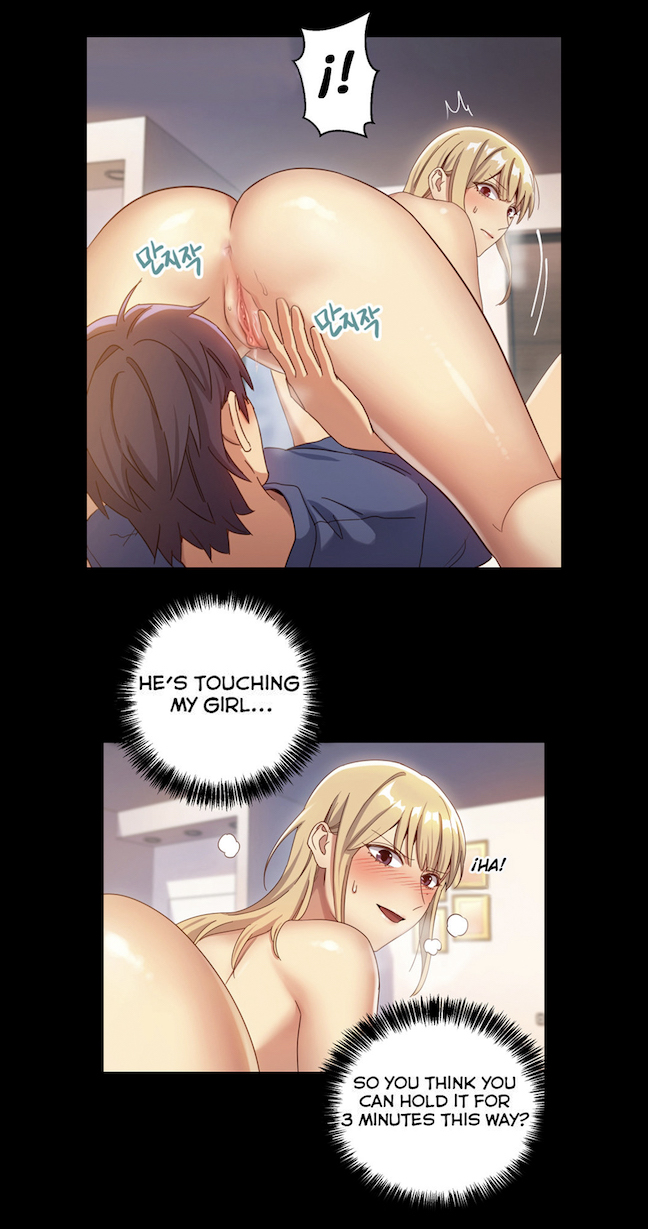 ¡!
만지작
만지작
HE'S TOUCHING
MY GIRL...
¡HA!
SO YOU THINK YOU
CAN HOLD IT FOR
3 MINUTES THIS WAY?